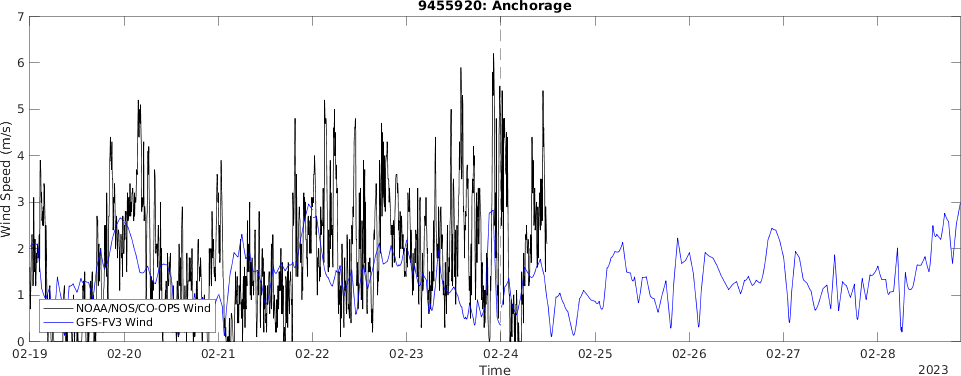 9455920: Anchorage
7
6
5
4
3
2
1
0
Wind Speed (m/s)
NOAA/NOS/CO-OPS Wind
GFS-FV3 Wind
02-19 02-20 02-21 02-22 02-23 02-24 02-25 02-26 02-27 02-28
Time
2023